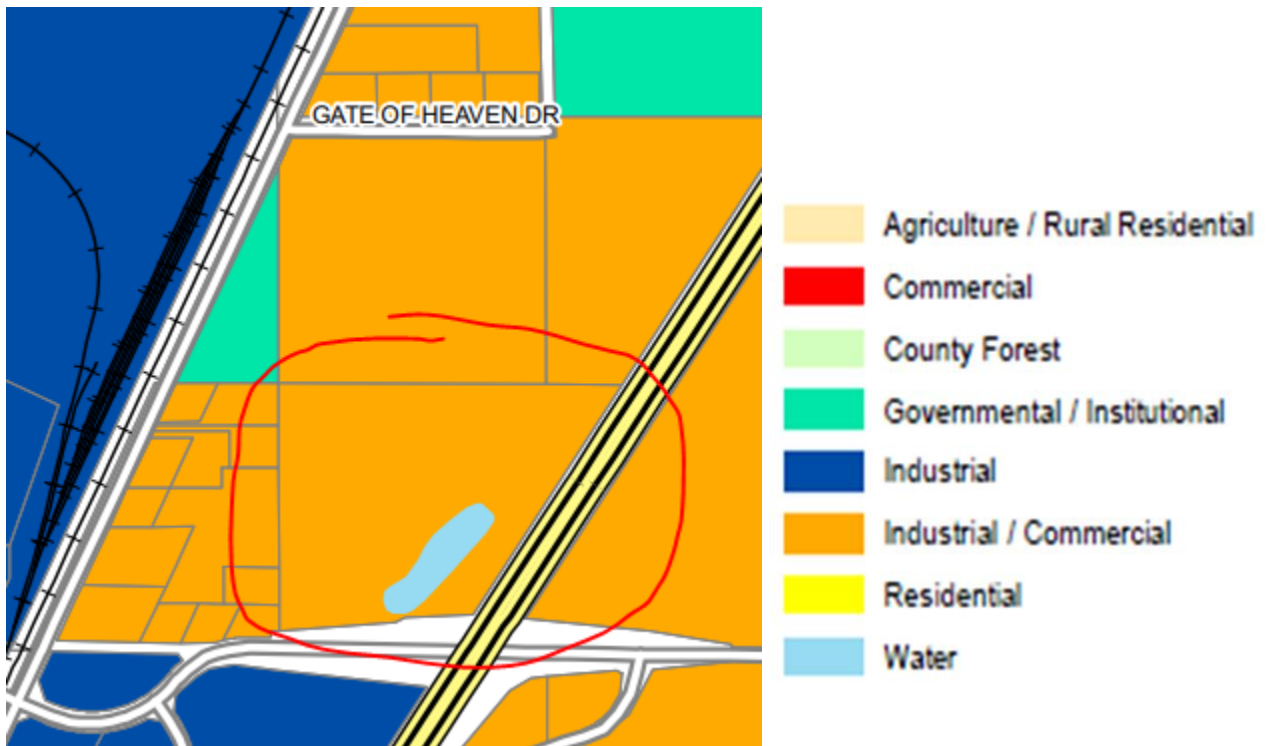 GATE OF HEAVEN DR
Agriculture / Rural Residential
Commercial
County Forest
Governmental / Institutional
Industrial
Industrial / Commercial
Residential
Water